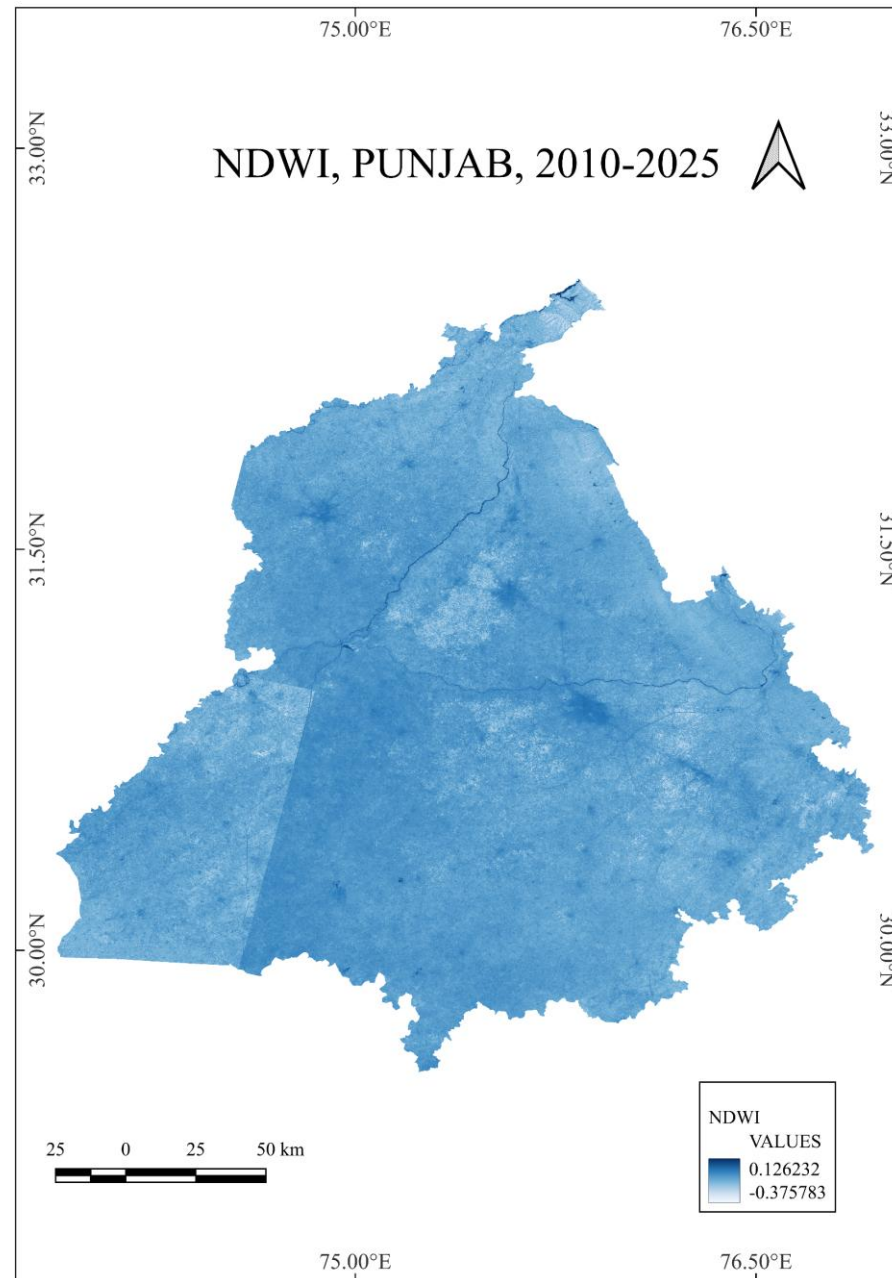 75.00°E 76.50°E
33.00°N 33.00°N
NDWI, PUNJAB, 2010-2025
31.50°N 31.50°N
30.00°N 30.00°N
NDWI
VALUES
0.126232
-0.375783
25 0 25 50 km
75.00°E 76.50°E